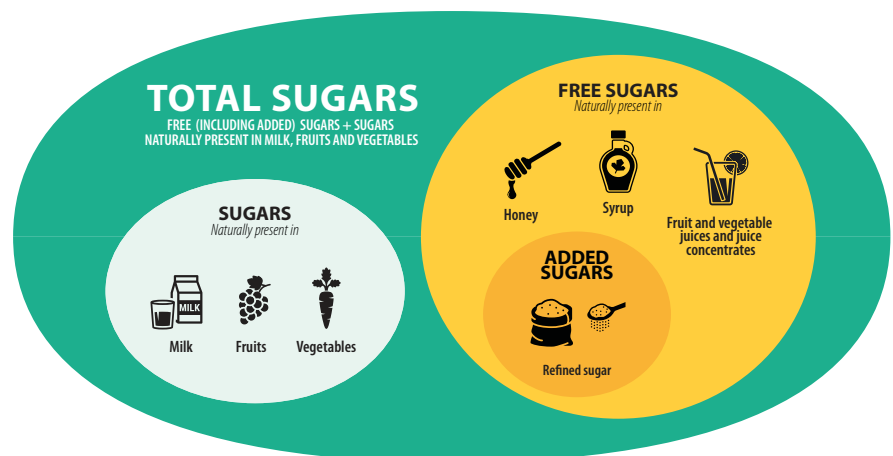 TOTAL SUGARS
FREE (INCLUDING ADDED) SUGARS + SUGARS
NATURALLY PRESENT IN MILK, FRUITS AND VEGETABLES
SUGARS
Naturally present in
MILK
Milk
Fruits
Vegetables
FREE SUGARS
Naturally present in
Honey
Syrup
Fruit and vegetable
juices and juice
concentrates
ADDED
SUGARS
Refined sugar